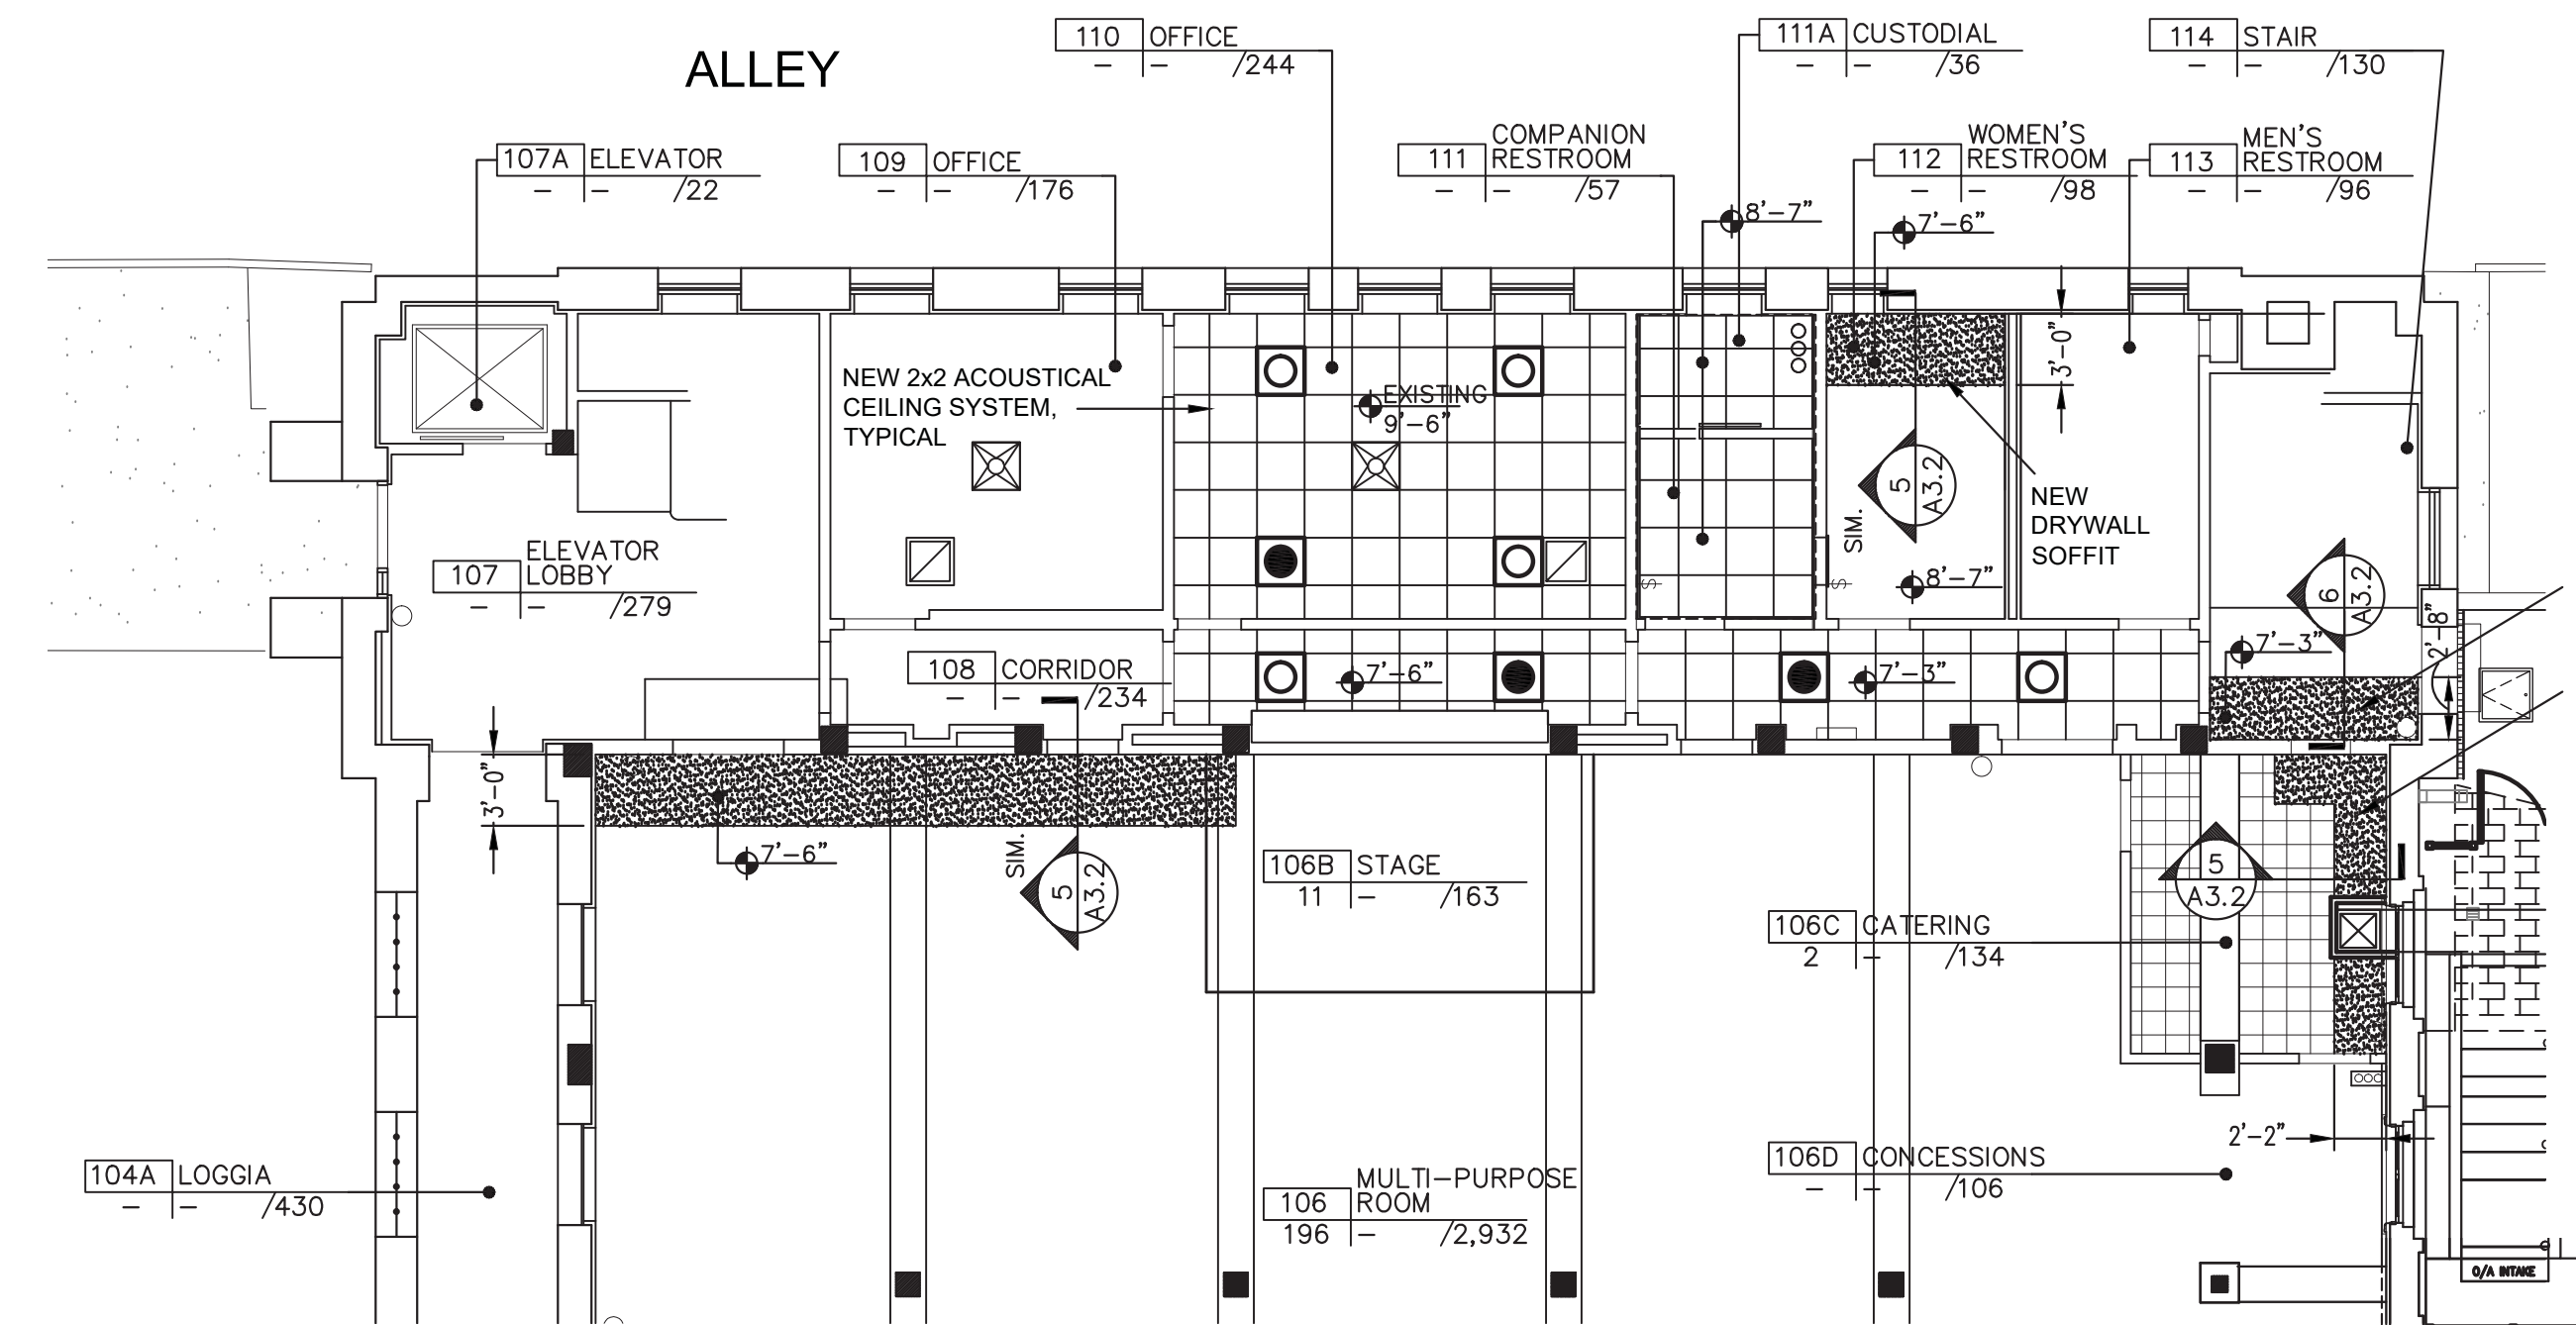 ALLEY
110 OFFICE
– – /244
111A CUSTODIAL
– – /36
114 STAIR
– – /130
107A ELEVATOR
– – /22
109 OFFICE
– – /176
111 COMPANION
RESTROOM
– – /57
112 WOMEN'S
RESTROOM
– – /98
113 MEN'S
RESTROOM
– – /96
8'–7"
7'–6"
3'–0"
NEW 2x2 ACOUSTICAL
CEILING SYSTEM,
TYPICAL
EXISTING
9'–6"
5
A3.2
SIM.
NEW
DRYWALL
SOFFIT
8'–7"
107 ELEVATOR
LOBBY
– – /279
S
S
6
A3.2
2'–8"
7'–3"
108 CORRIDOR
– – /234
7'–6"
7'–3"
3'–0"
7'–6"
SIM.
5
A3.2
106B STAGE
11 – /163
5
A3.2
106C CATERING
2 – /134
2'–2"
104A LOGGIA
– – /430
106 MULTI–PURPOSE
ROOM
196 – /2,932
106D CONCESSIONS
– – /106
O/A INTAKE